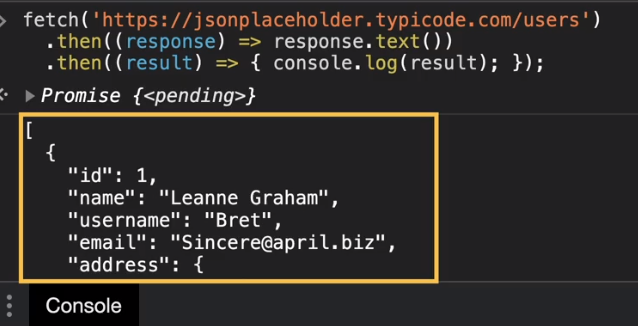 > fetch('https://jsonplaceholder.typicode.com/users')
.then((response) => response.text())
.then((result) => { console.log(result); });
▶ Promise {<pending>}
[
{
"id": 1,
"name": "Leanne Graham",
"username": "Bret",
"email": "Sincere@april.biz",
"address": {
Console